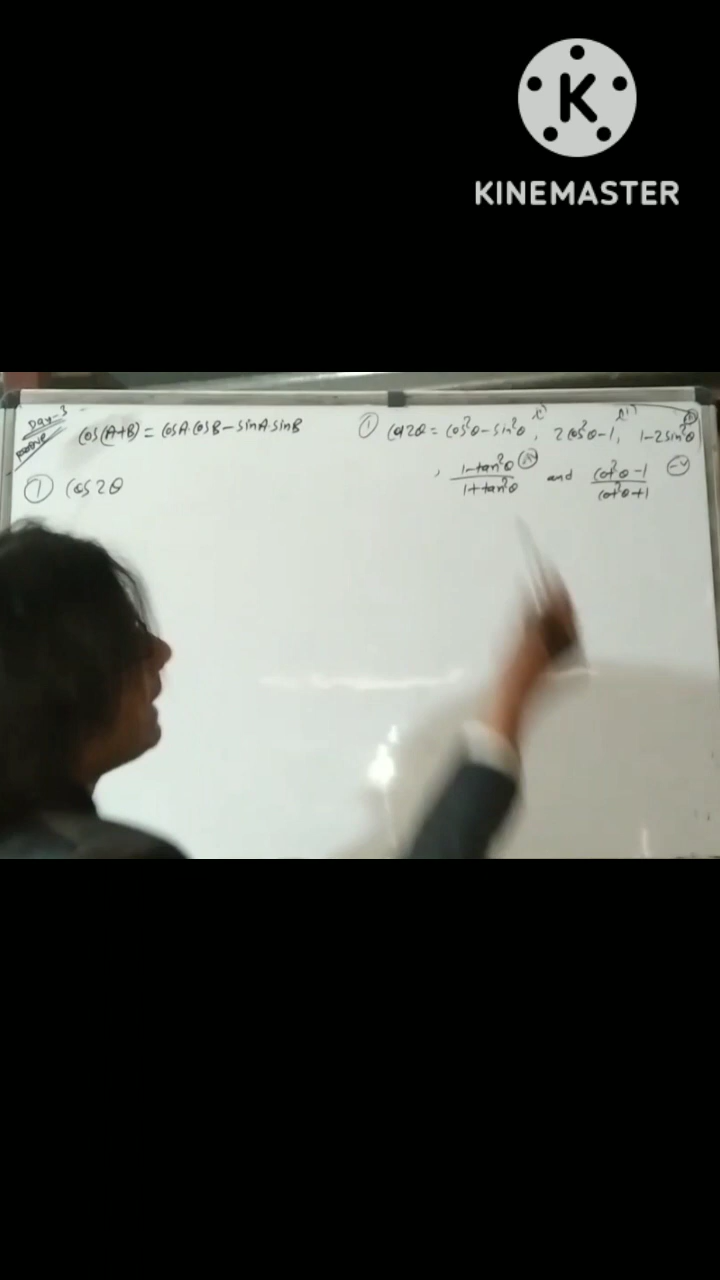 K
KINEMASTER
Day-3
cos(A+B) = cosA.cosB - sinA.sinB
① cos2θ
① cos2θ = cos²θ - sin²θ i), 2cos²θ-1 ii), 1-2sin²θ
, (1-tan²θ)/(1+tan²θ) and (cot²θ-1)/(cot²θ+1) -v